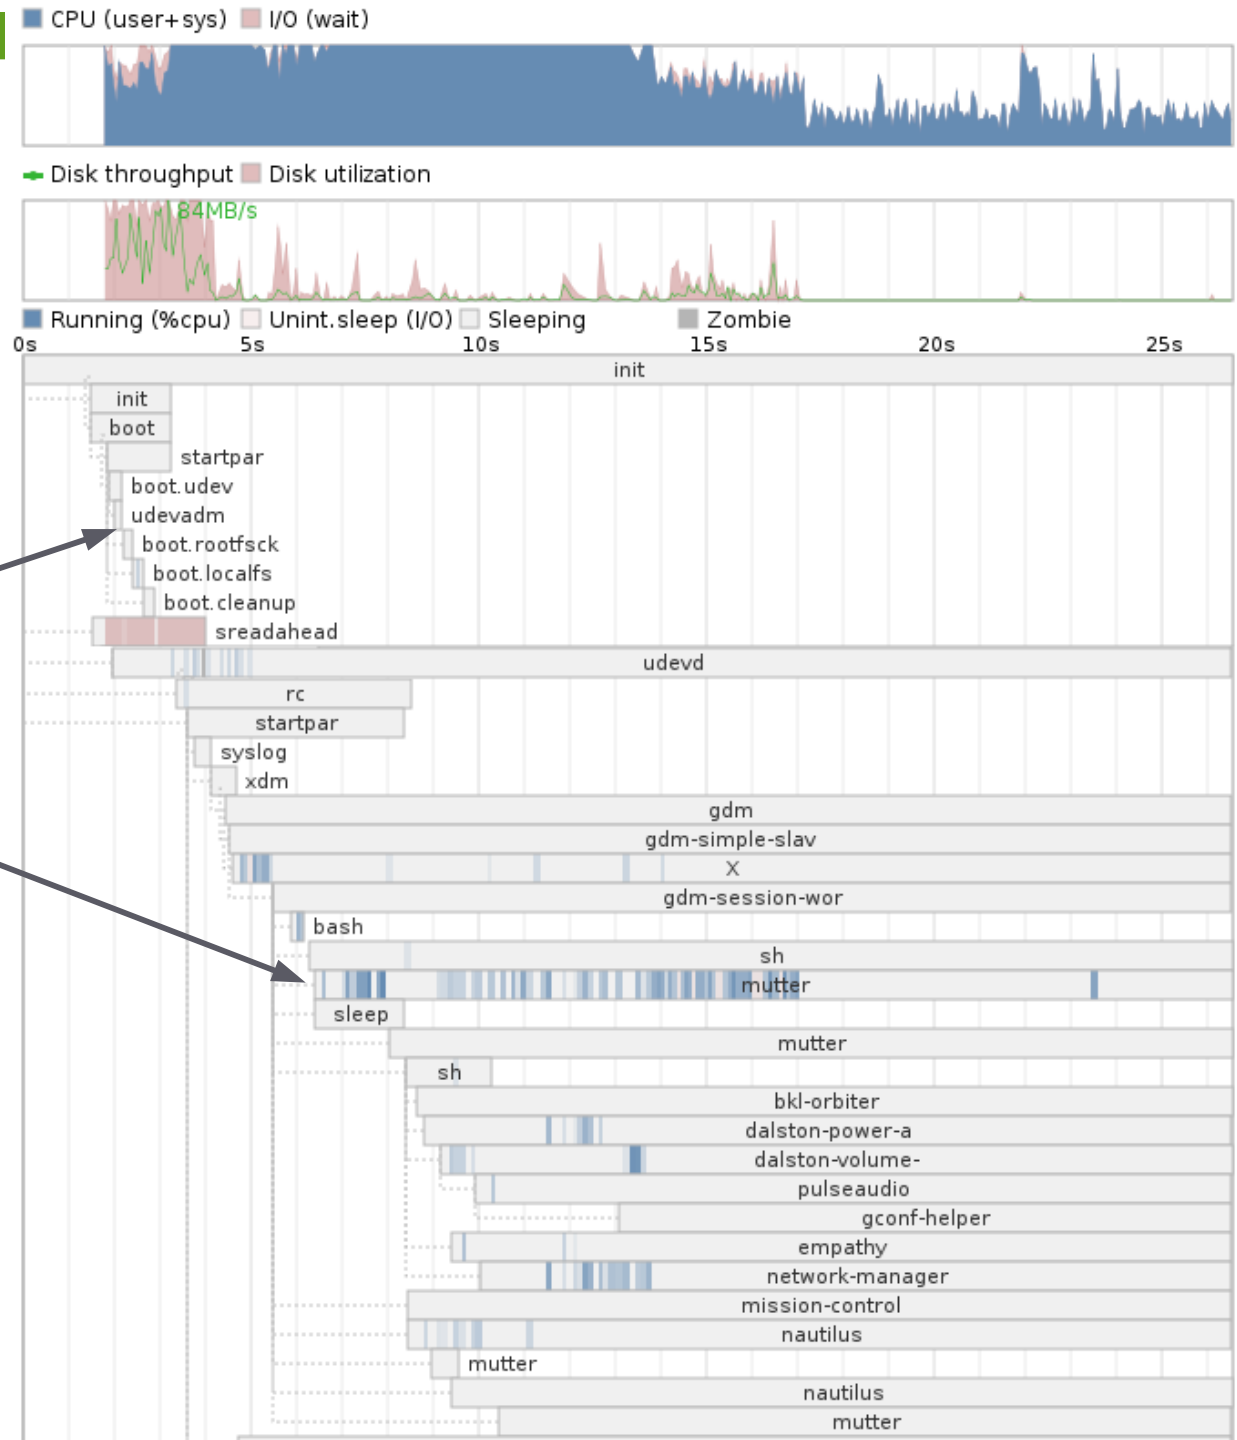 CPU (user+sys) I/O (wait)
Disk throughput Disk utilization
84MB/s
Running (%cpu) Unint.sleep (I/O) Sleeping Zombie
0s 5s 10s 15s 20s 25s
init
init
boot
startpar
boot.udev
udevadm
boot.rootfsck
boot.localfs
boot.cleanup
sreadahead
udevd
rc
startpar
syslog
xdm
gdm
gdm-simple-slav
X
gdm-session-wor
bash
sh
mutter
sleep
mutter
sh
bkl-orbiter
dalston-power-a
dalston-volume-
pulseaudio
gconf-helper
empathy
network-manager
mission-control
nautilus
mutter
nautilus
mutter